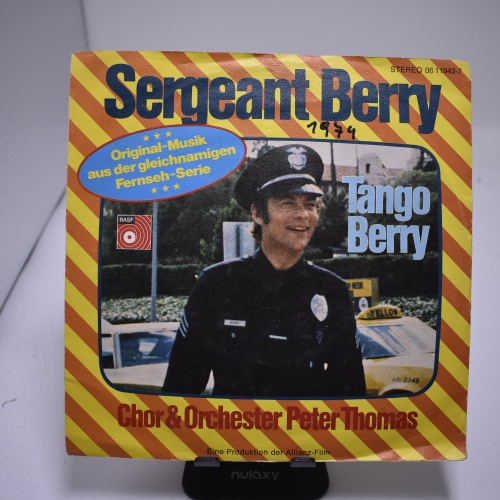 STEREO 06 11943-7
Sergeant Berry
1974
Original-Musik
aus der gleichnamigen
Fernseh-Serie
BASF
Tango
Berry
YELLOW
Chor & Orchester Peter Thomas
Eine Produktion der Allianz-Film
nulaxy